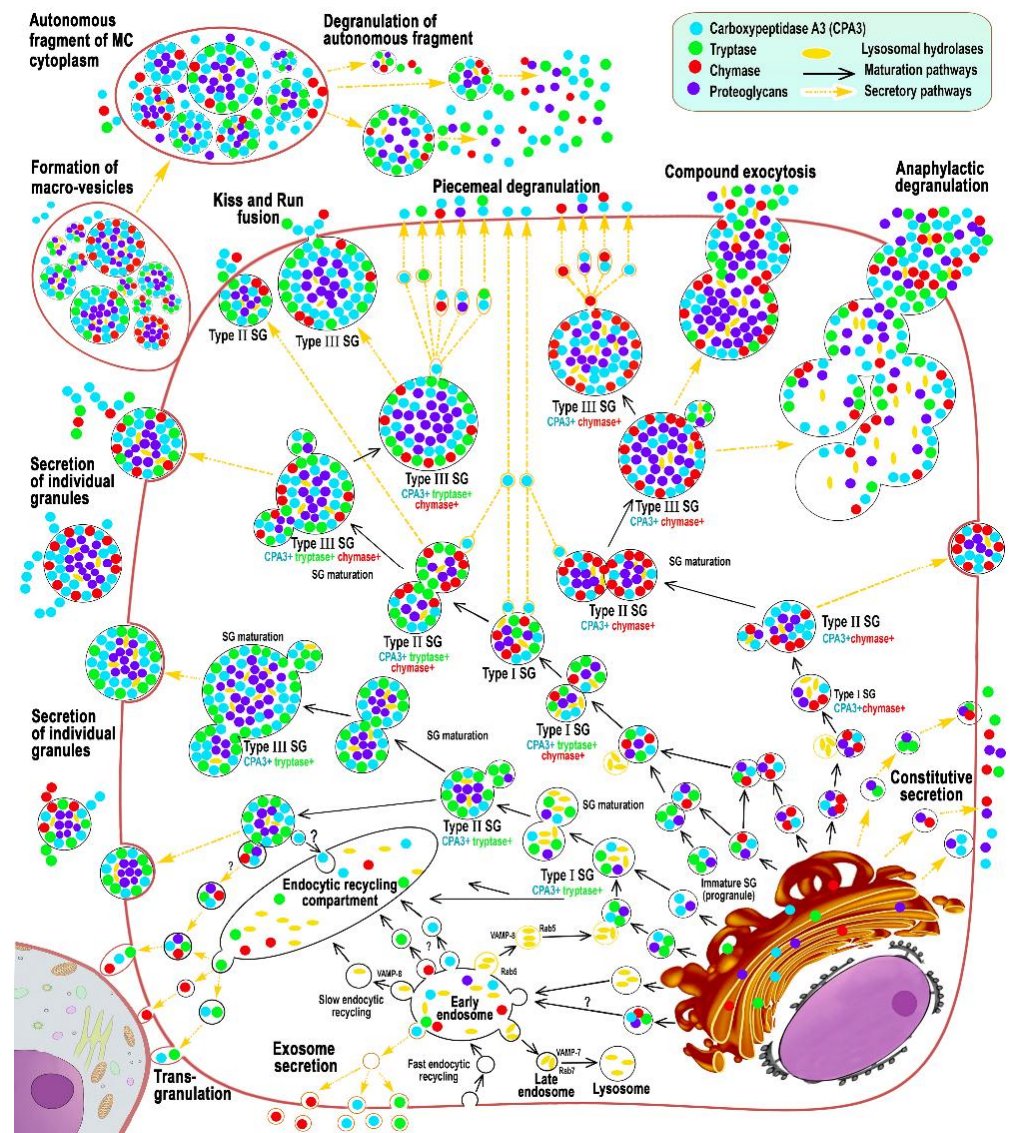 Autonomous
fragment of MC
cytoplasm
Degranulation of
autonomous fragment
Carboxypeptidase A3 (CPA3)
Tryptase
Chymase
Proteoglycans
Lysosomal hydrolases
Maturation pathways
Secretory pathways
Formation of
macro-vesicles
Kiss and Run
fusion
Piecemeal degranulation
Compound exocytosis
Anaphylactic
degranulation
Type II SG
Type III SG
Type III SG
CPA3+ chymase+
Type III SG
CPA3+ tryptase+
chymase+
Type III SG
CPA3+ chymase+
Secretion
of individual
granules
Type III SG
CPA3+ tryptase+ chymase+
SG maturation
SG maturation
Type II SG
CPA3+ chymase+
Type II SG
CPA3+chymase+
Type II SG
CPA3+ tryptase+
chymase+
Type I SG
SG maturation
Type I SG
CPA3+chymase+
Secretion
of individual
granules
Type III SG
CPA3+ tryptase+
SG maturation
Type I SG
CPA3+ tryptase+
chymase+
Constitutive
secretion
SG maturation
Type II SG
CPA3+ tryptase+
?
?
Immature SG
(progranule)
Type I SG
CPA3+ tryptase+
Endocytic recycling
compartment
VAMP-8
Rab5
Rab5
?
VAMP-8
Slow endocytic
recycling
Early
endosome
?
Exosome
secretion
Fast endocytic
recycling
VAMP-7
Rab7
Late
endosome
Lysosome
Trans-
granulation